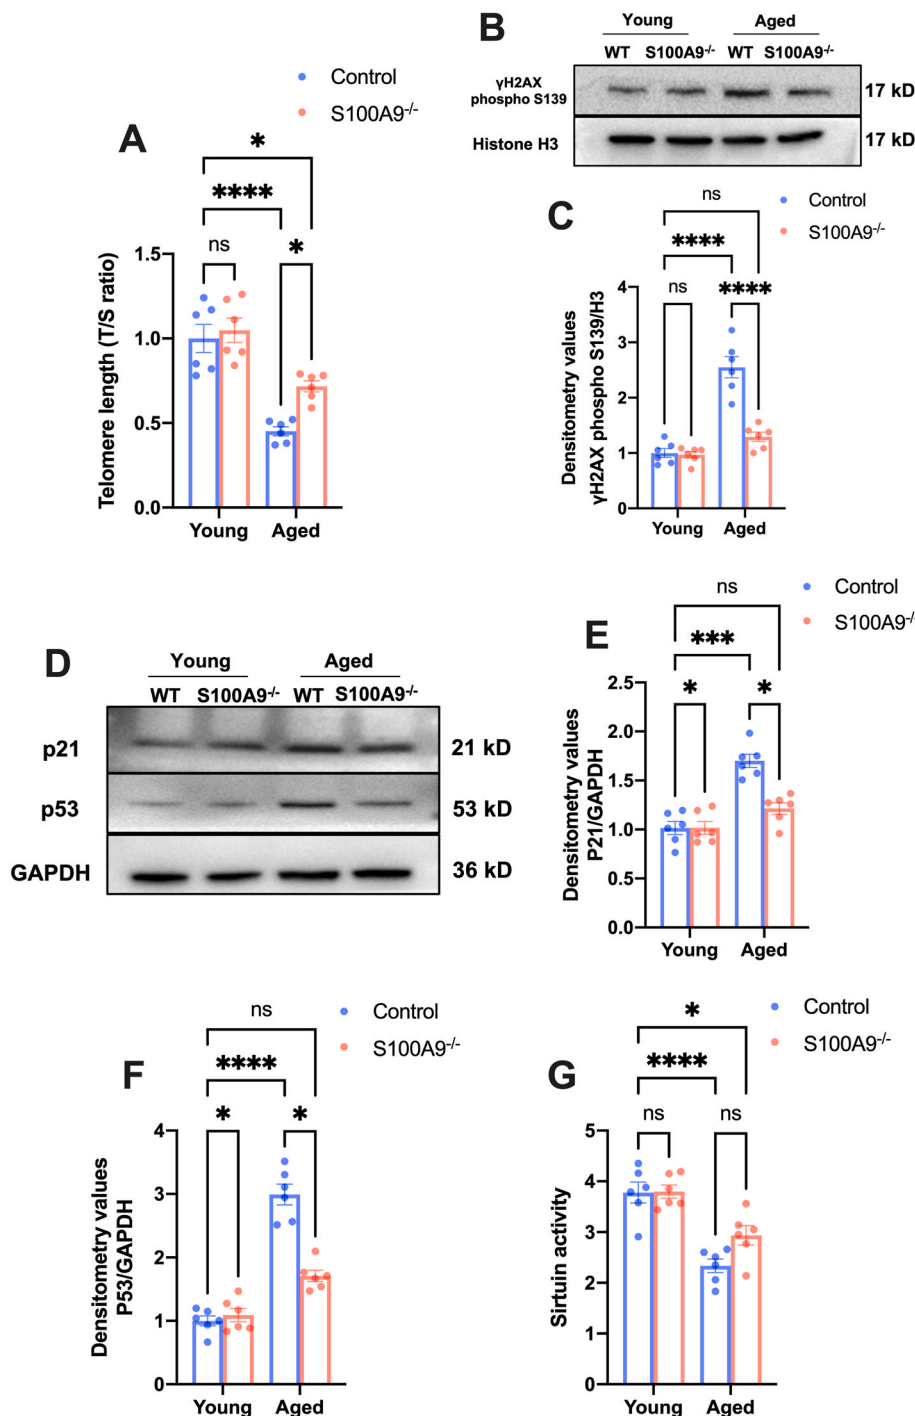 Control
S100A9-/-
A
*
****
ns
*
Telomere length (T/S ratio)
1.5
1.0
0.5
0.0
Young
Aged
B
Young
Aged
WT
S100A9-/-
WT
S100A9-/-
γH2AX
phospho S139
17 kD
Histone H3
17 kD
C
Control
S100A9-/-
ns
****
ns
****
Densitometry values
γH2AX phospho S139/H3
4
3
2
1
0
Young
Aged
D
Young
Aged
WT
S100A9-/-
WT
S100A9-/-
p21
21 kD
p53
53 kD
GAPDH
36 kD
E
Control
S100A9-/-
ns
***
*
*
Densitometry values
P21/GAPDH
2.5
2.0
1.5
1.0
0.5
0.0
Young
Aged
F
Control
S100A9-/-
ns
****
*
*
Densitometry values
P53/GAPDH
4
3
2
1
0
Young
Aged
G
Control
S100A9-/-
*
****
ns
ns
Sirtuin activity
5
4
3
2
1
0
Young
Aged